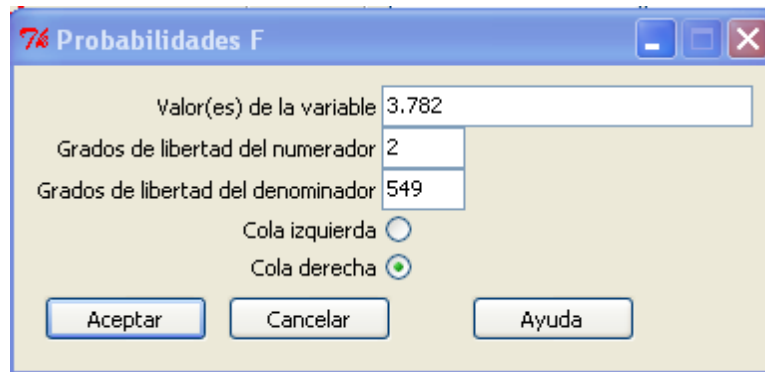 Probabilidades F
Valor(es) de la variable 3.782
Grados de libertad del numerador 2
Grados de libertad del denominador 549
Cola izquierda
Cola derecha
Aceptar Cancelar Ayuda